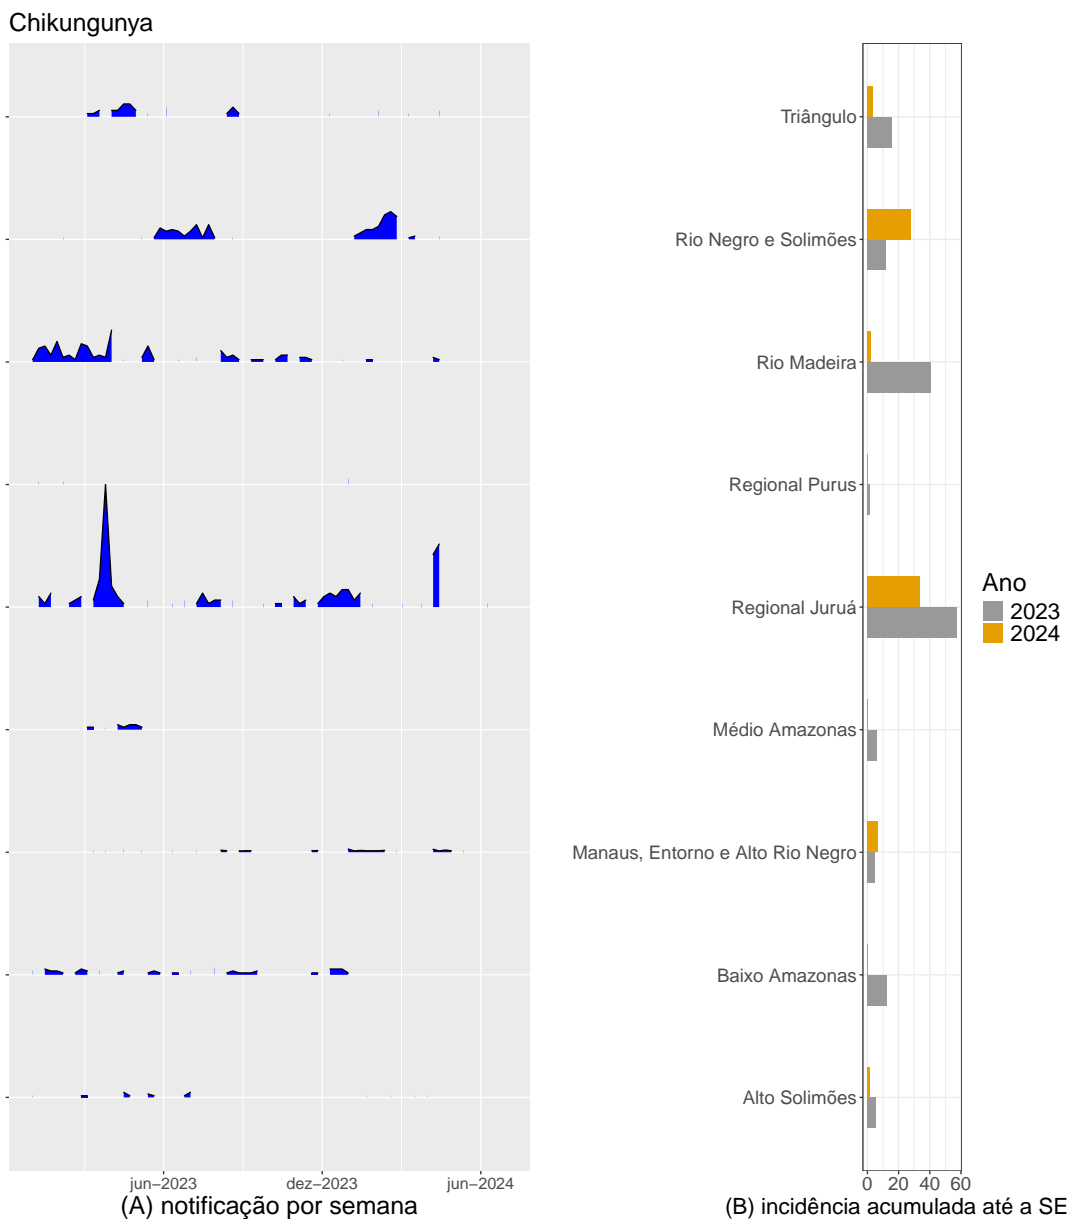 Chikungunya
Triângulo
Rio Negro e Solimões
Rio Madeira
Regional Purus
Regional Juruá
Médio Amazonas
Manaus, Entorno e Alto Rio Negro
Baixo Amazonas
Alto Solimões
Ano
2023
2024
jun−2023 dez−2023 jun−2024
0 20 40 60
(A) notificação por semana
(B) incidência acumulada até a SE